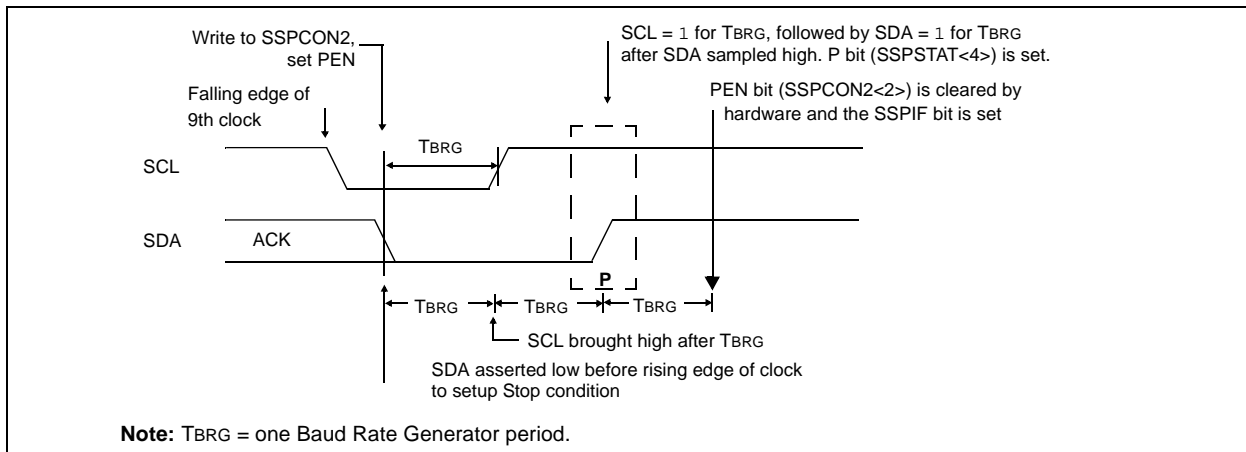 Write to SSPCON2,
set PEN
SCL = 1 for TBRG, followed by SDA = 1 for TBRG
after SDA sampled high. P bit (SSPSTAT<4>) is set.
Falling edge of
9th clock
PEN bit (SSPCON2<2>) is cleared by
hardware and the SSPIF bit is set
TBRG
SCL
SDA
ACK
P
TBRG
TBRG
TBRG
SCL brought high after TBRG
SDA asserted low before rising edge of clock
to setup Stop condition
Note: TBRG = one Baud Rate Generator period.